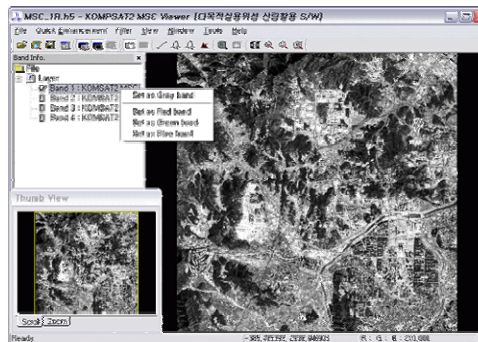 MSC_1R.h5 - KOMPSAT2 MSC Viewer [다목적실용위성 산림활용 S/W]
File Quick Enhancement Filter View Window Tools Help
Band Info.
File
Layer
Band 1 : KOMPSAT2 MSC
Band 2 : KOMPSAT2
Band 3 : KOMPSAT2
Band 4 : KOMPSAT2
Set as Gray band
Set as Red band
Set as Green band
Set as Blue band
Thumb View
Scroll Zoom
Ready